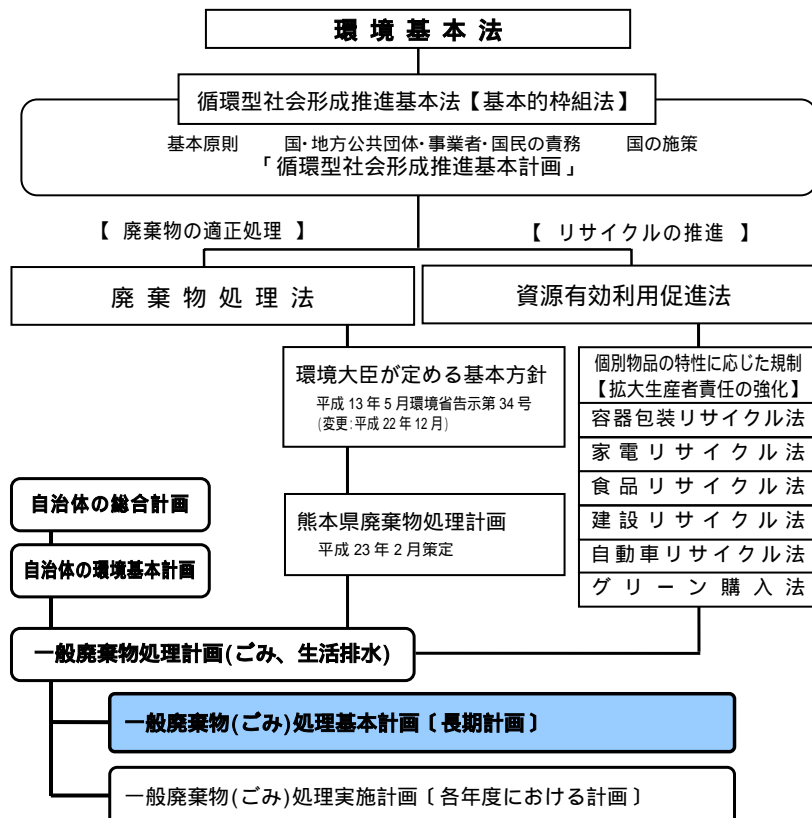 環境基本法
循環型社会形成推進基本法【基本的枠組法】
基本原則　国・地方公共団体・事業者・国民の責務　国の施策
「循環型社会形成推進基本計画」
【 廃棄物の適正処理 】
【 リサイクルの推進 】
廃棄物処理法
資源有効利用促進法
環境大臣が定める基本方針
平成 13 年 5 月環境省告示第 34 号
(変更:平成 22 年 12 月)
個別物品の特性に応じた規制
【拡大生産者責任の強化】
容器包装リサイクル法
家電リサイクル法
食品リサイクル法
建設リサイクル法
自動車リサイクル法
グリーン購入法
熊本県廃棄物処理計画
平成 23 年 2 月策定
自治体の総合計画
自治体の環境基本計画
一般廃棄物処理計画(ごみ、生活排水)
一般廃棄物(ごみ)処理基本計画〔長期計画〕
一般廃棄物(ごみ)処理実施計画〔各年度における計画〕